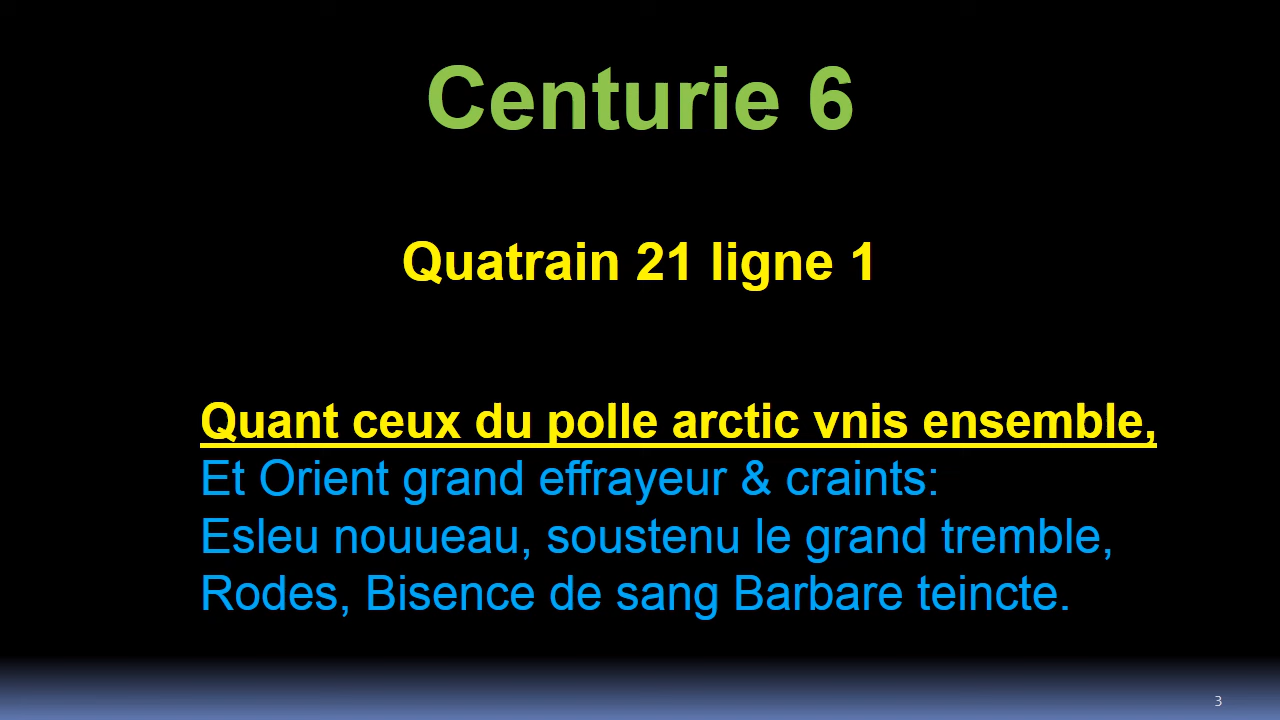 Centurie 6
Quatrain 21 ligne 1
Quant ceux du polle arctic vnis ensemble,
Et Orient grand effrayeur & craints:
Esleu nouueau, soustenu le grand tremble,
Rodes, Bisence de sang Barbare teincte.
3